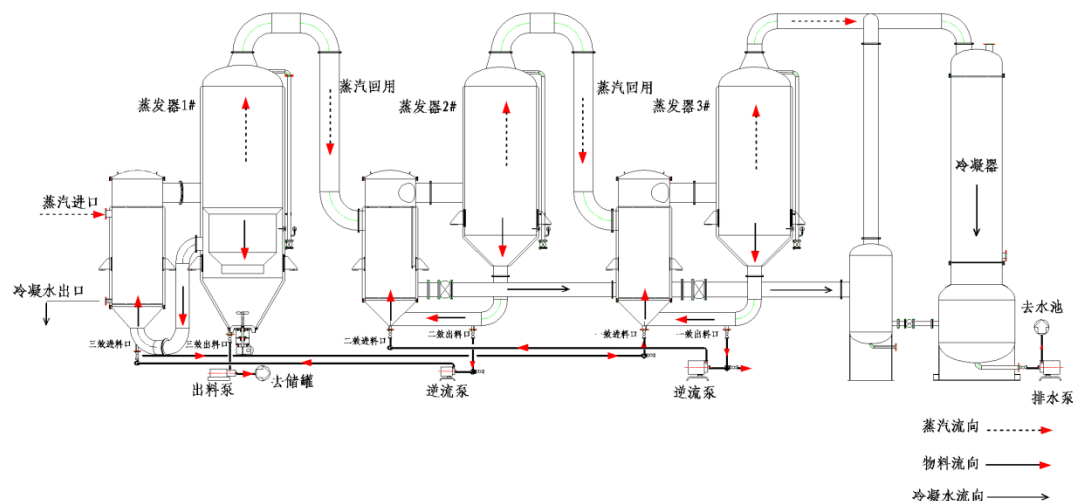 蒸发器1#
蒸汽回用
蒸发器2#
蒸汽回用
蒸发器3#
冷凝器
蒸汽进口
冷凝水出口
去水池
三效进料口
三效出料口
二效进料口
二效出料口
一效进料口
一效出料口
出料泵
去储罐
逆流泵
逆流泵
排水泵
蒸汽流向
物料流向
冷凝水流向